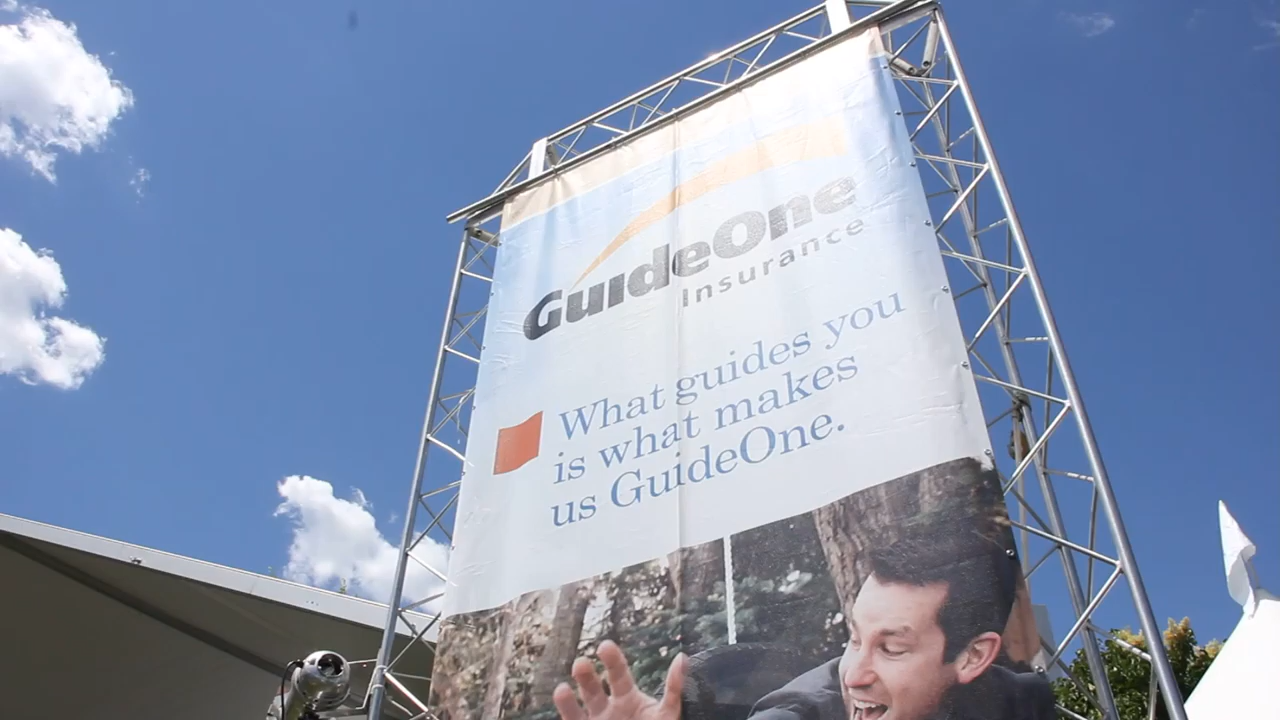 GuideOne
Insurance
What guides you
is what makes
us GuideOne.